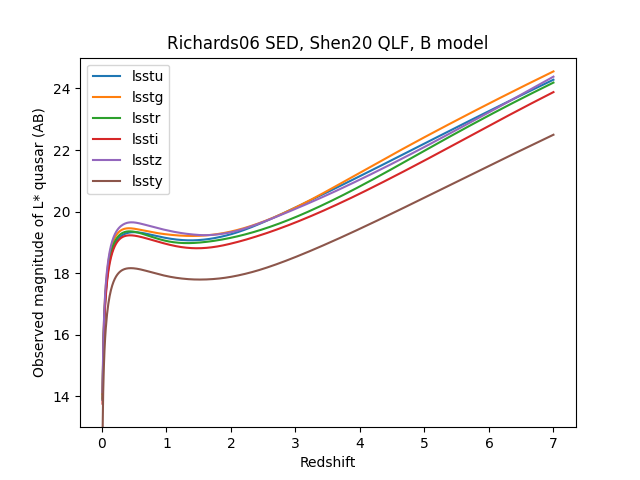 Richards06 SED, Shen20 QLF, B model
Observed magnitude of L* quasar (AB)
24
22
20
18
16
14
lsstu
lsstg
lsstr
lssti
lsstz
lssty
0 1 2 3 4 5 6 7
Redshift